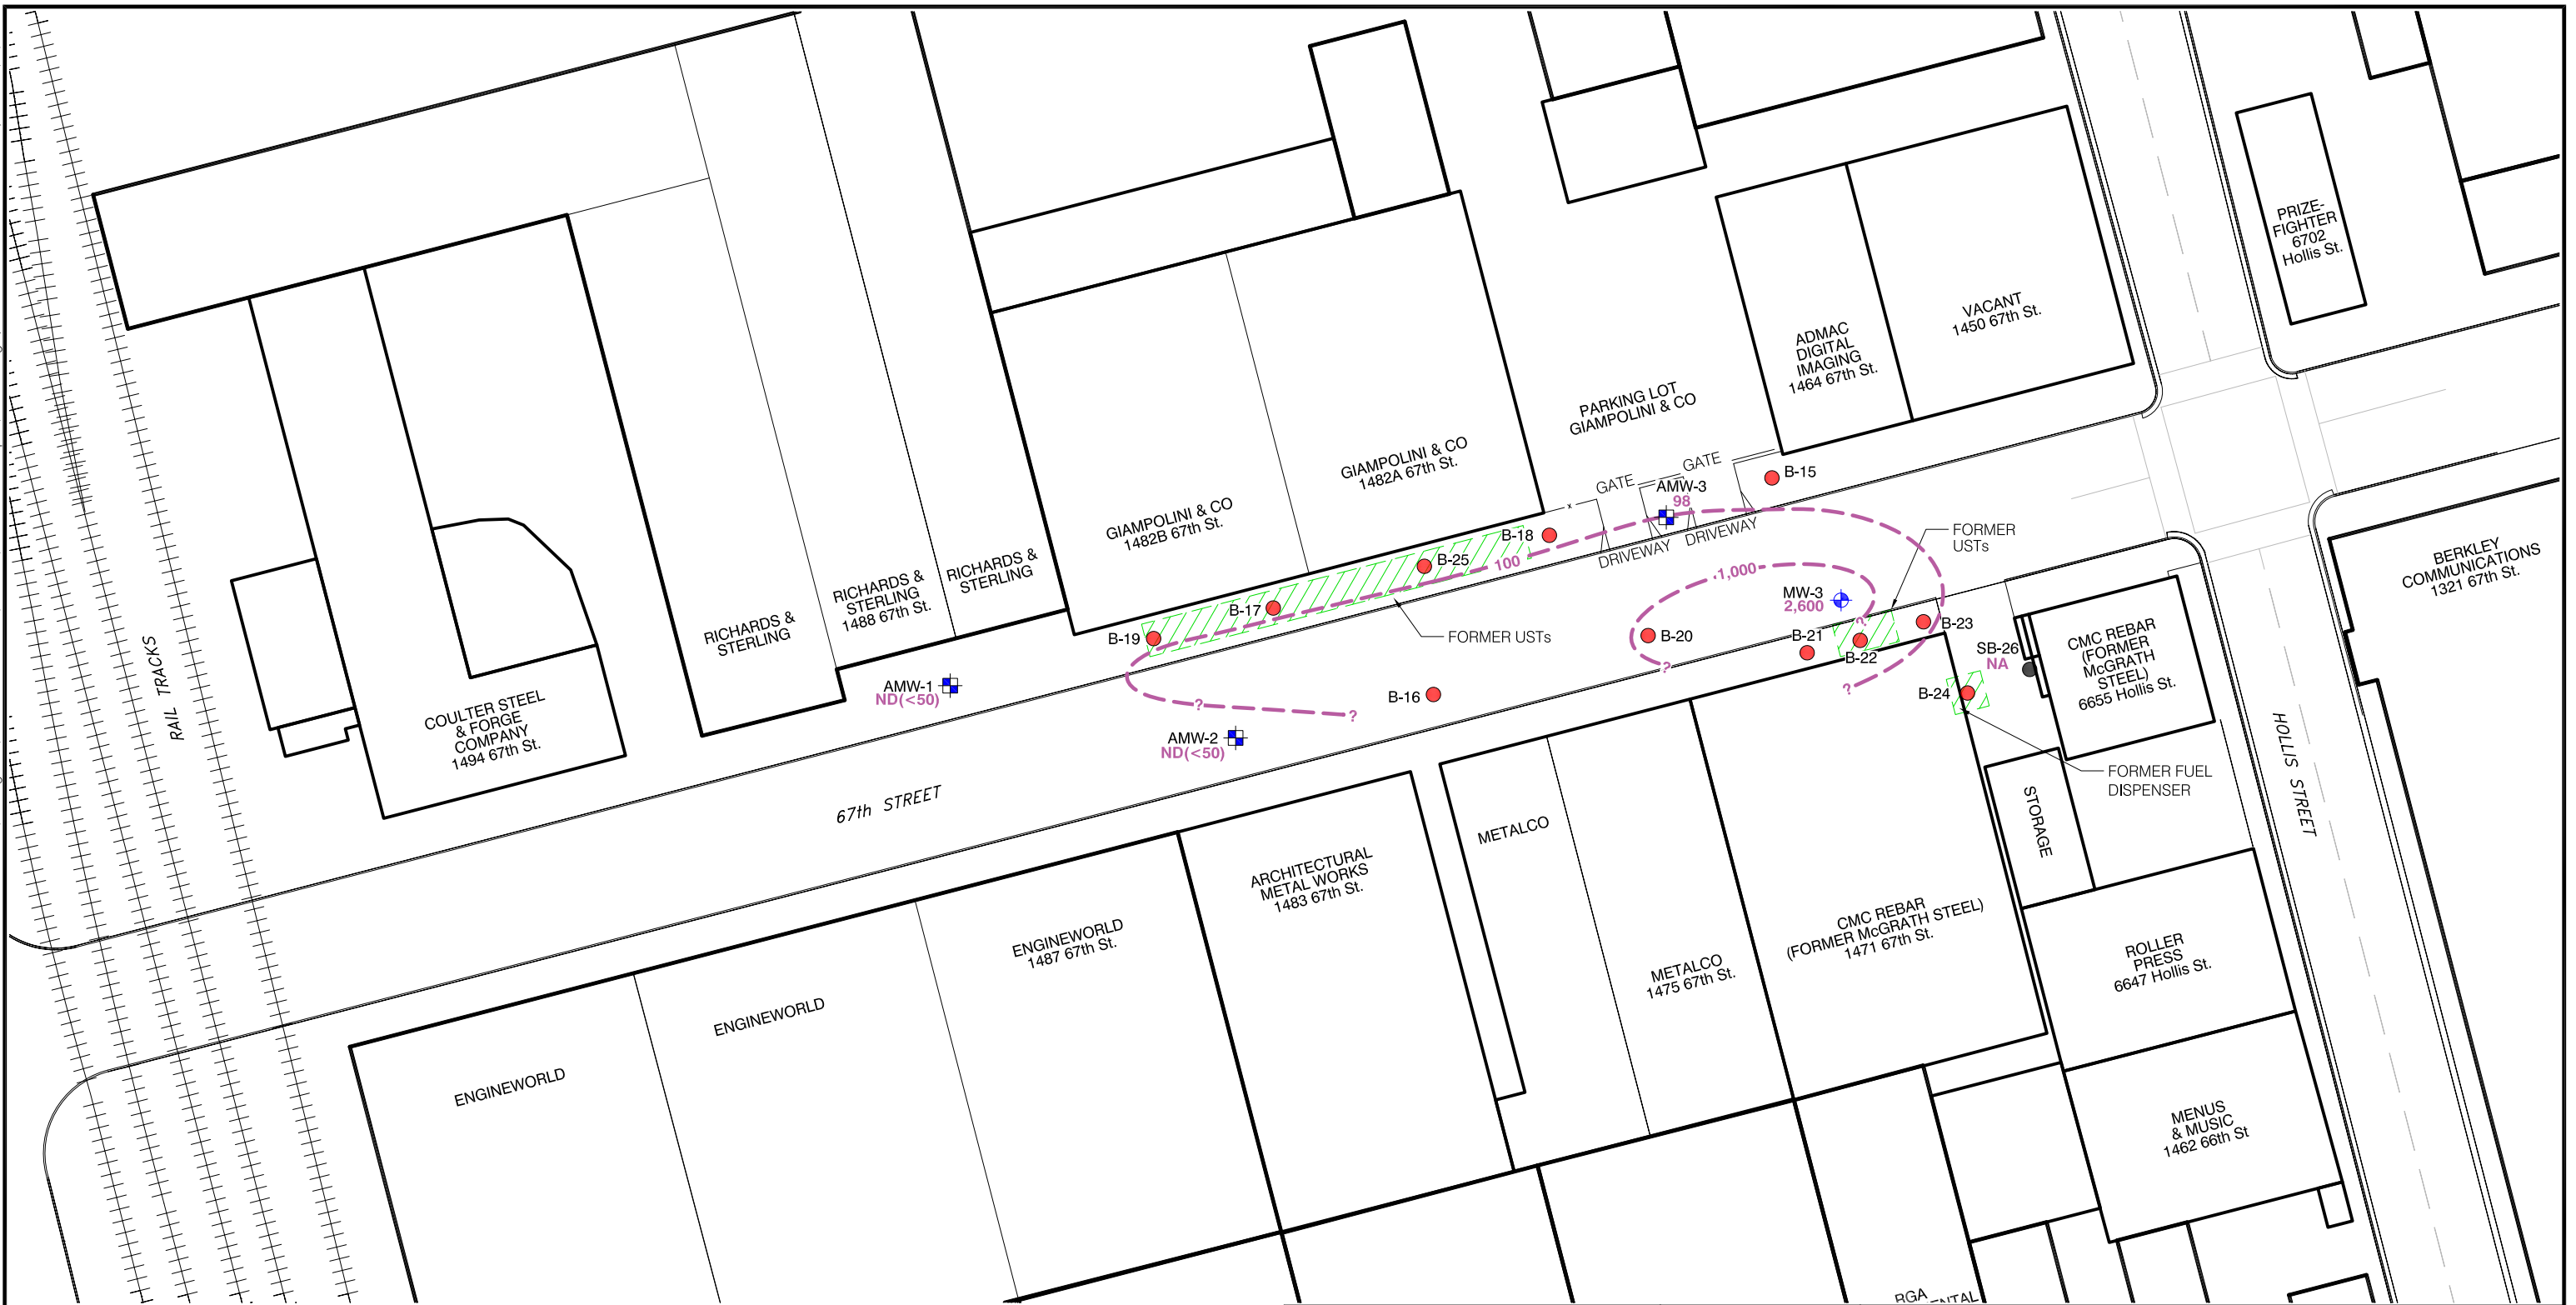 PRIZE-
FIGHTER
6702
Hollis St.
VACANT
1450 67th St.
ADMAC
DIGITAL
IMAGING
1464 67th St.
PARKING LOT
GIAMPOLINI & CO
GIAMPOLINI & CO
1482A 67th St.
GIAMPOLINI & CO
1482B 67th St.
GATE
GATE
AMW-3
98
B-15
DRIVEWAY
DRIVEWAY
B-18
100
B-25
B-17
B-19
FORMER USTs
FORMER
USTs
1,000
MW-3
2,600
B-20
B-21
B-22
B-23
?
?
?
SB-26
NA
B-24
CMC REBAR
(FORMER
McGRATH
STEEL)
6655 Hollis St.
BERKLEY
COMMUNICATIONS
1321 67th St.
RICHARDS &
STERLING
RICHARDS &
STERLING
1488 67th St.
RICHARDS &
STERLING
RAIL TRACKS
COULTER STEEL
& FORGE
COMPANY
1494 67th St.
AMW-1
ND(<50)
?
?
B-16
AMW-2
ND(<50)
67th STREET
HOLLIS STREET
FORMER FUEL
DISPENSER
STORAGE
METALCO
ARCHITECTURAL
METAL WORKS
1483 67th St.
ENGINEWORLD
1487 67th St.
ENGINEWORLD
ENGINEWORLD
METALCO
1475 67th St.
CMC REBAR
(FORMER McGRATH STEEL)
1471 67th St.
ROLLER
PRESS
6647 Hollis St.
MENUS
& MUSIC
1462 66th St
RGA